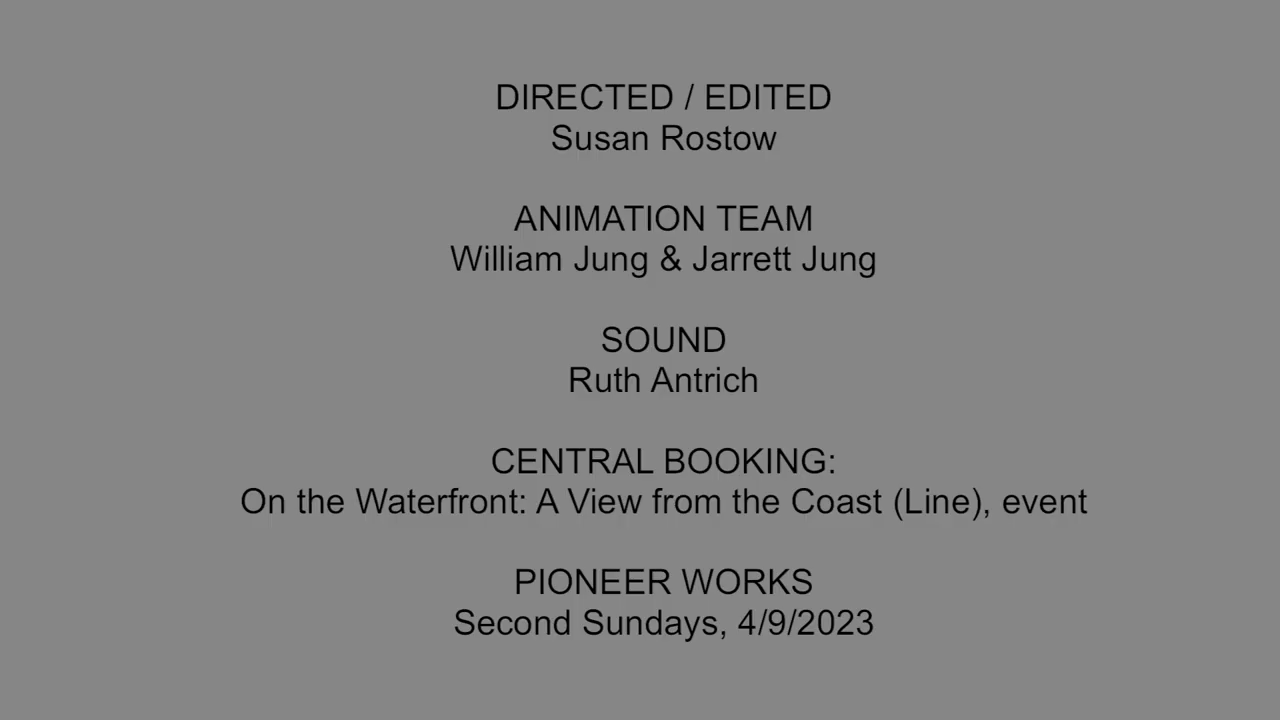 DIRECTED / EDITED
Susan Rostow
ANIMATION TEAM
William Jung & Jarrett Jung
SOUND
Ruth Antrich
CENTRAL BOOKING:
On the Waterfront: A View from the Coast (Line), event
PIONEER WORKS
Second Sundays, 4/9/2023